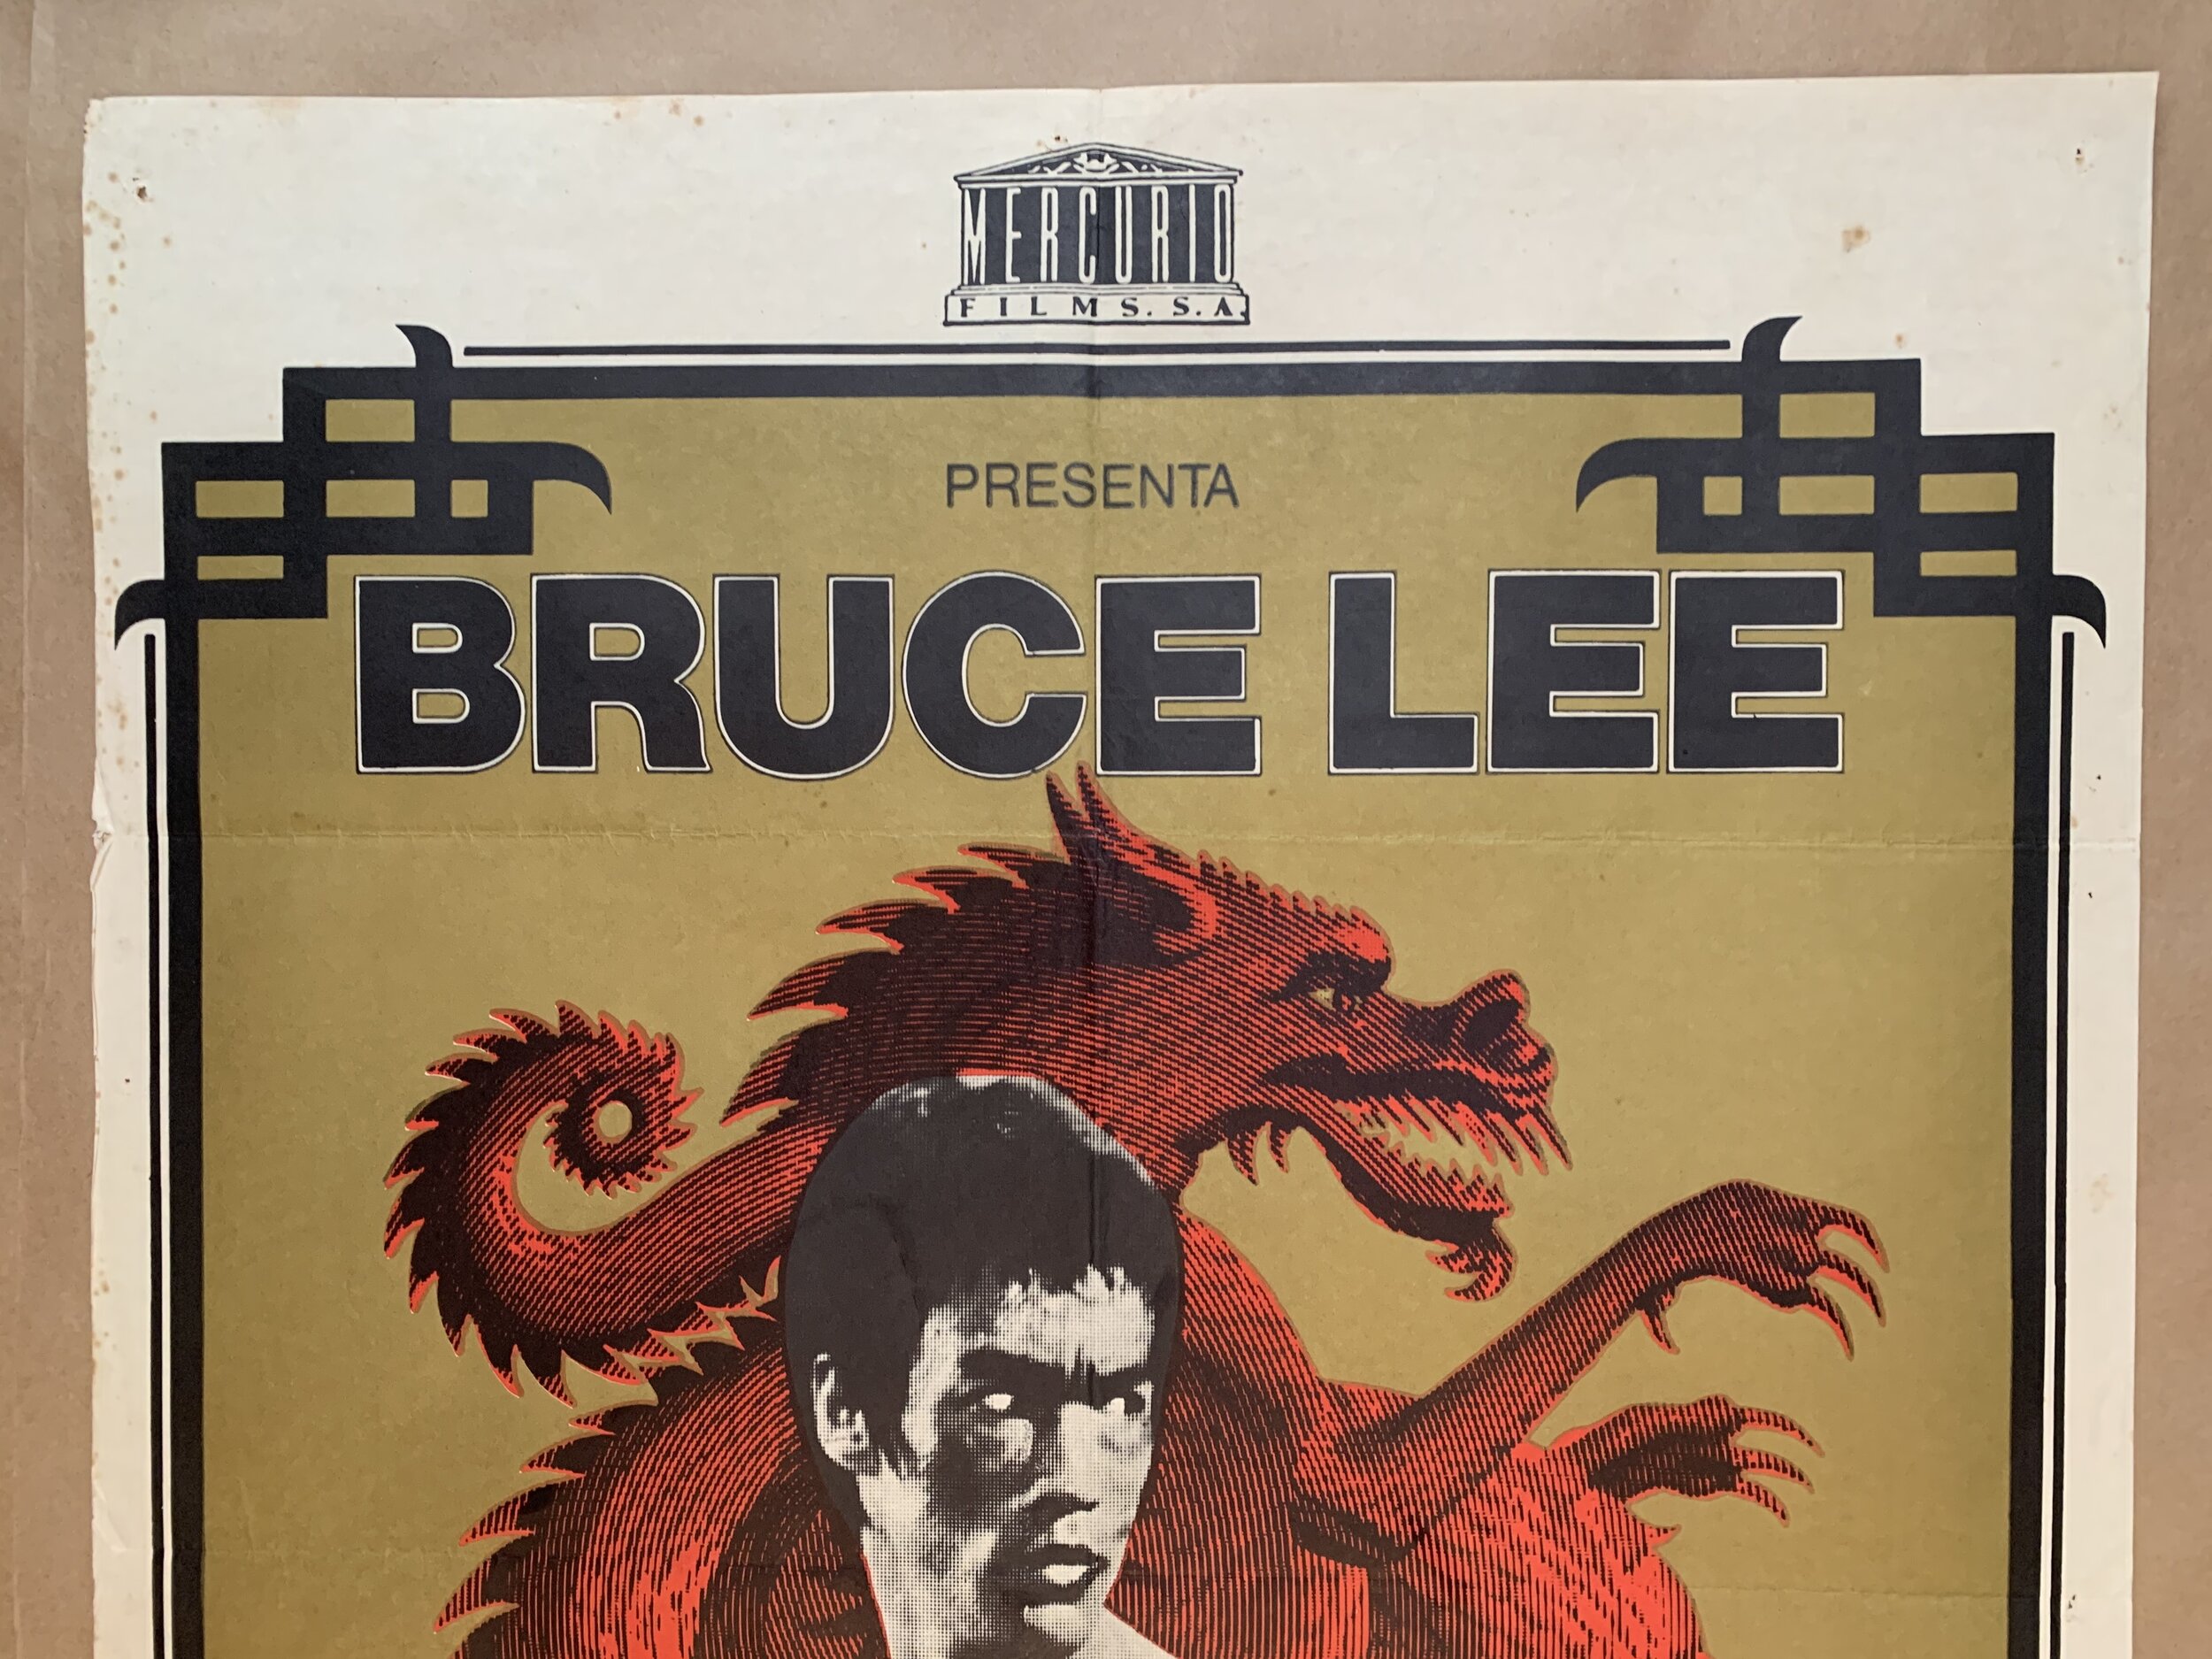 MERCURIO
FILMS. S.A.
PRESENTA
BRUCE LEE